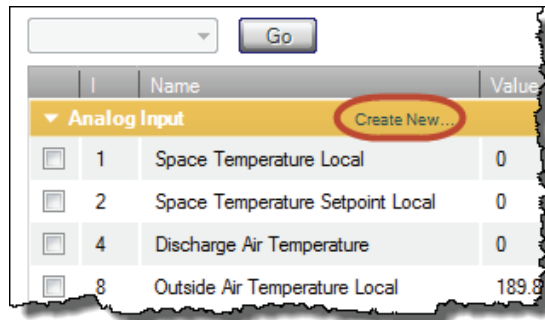 Go
I Name Value
Analog Input Create New...
1 Space Temperature Local 0
2 Space Temperature Setpoint Local 0
4 Discharge Air Temperature 0
8 Outside Air Temperature Local 189.8